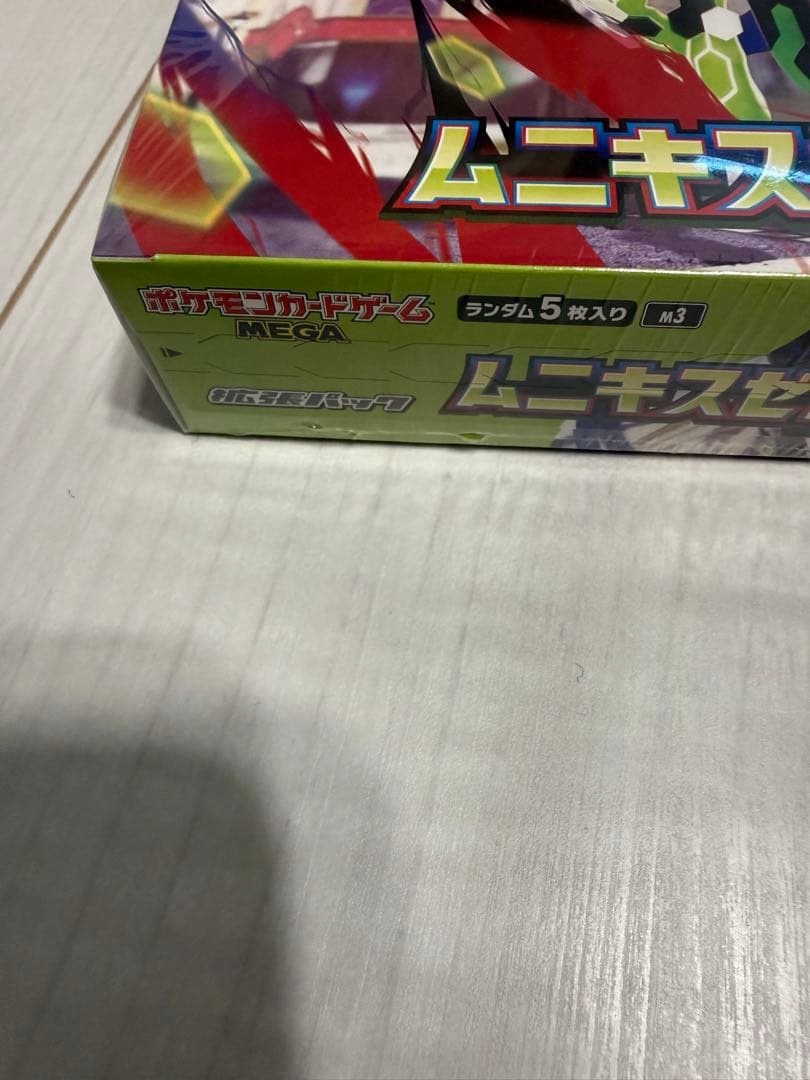 ムニキス
ポケモンカードゲーム
MEGA
ランダム5枚入り
M3
拡張パック
ムニキスゼ